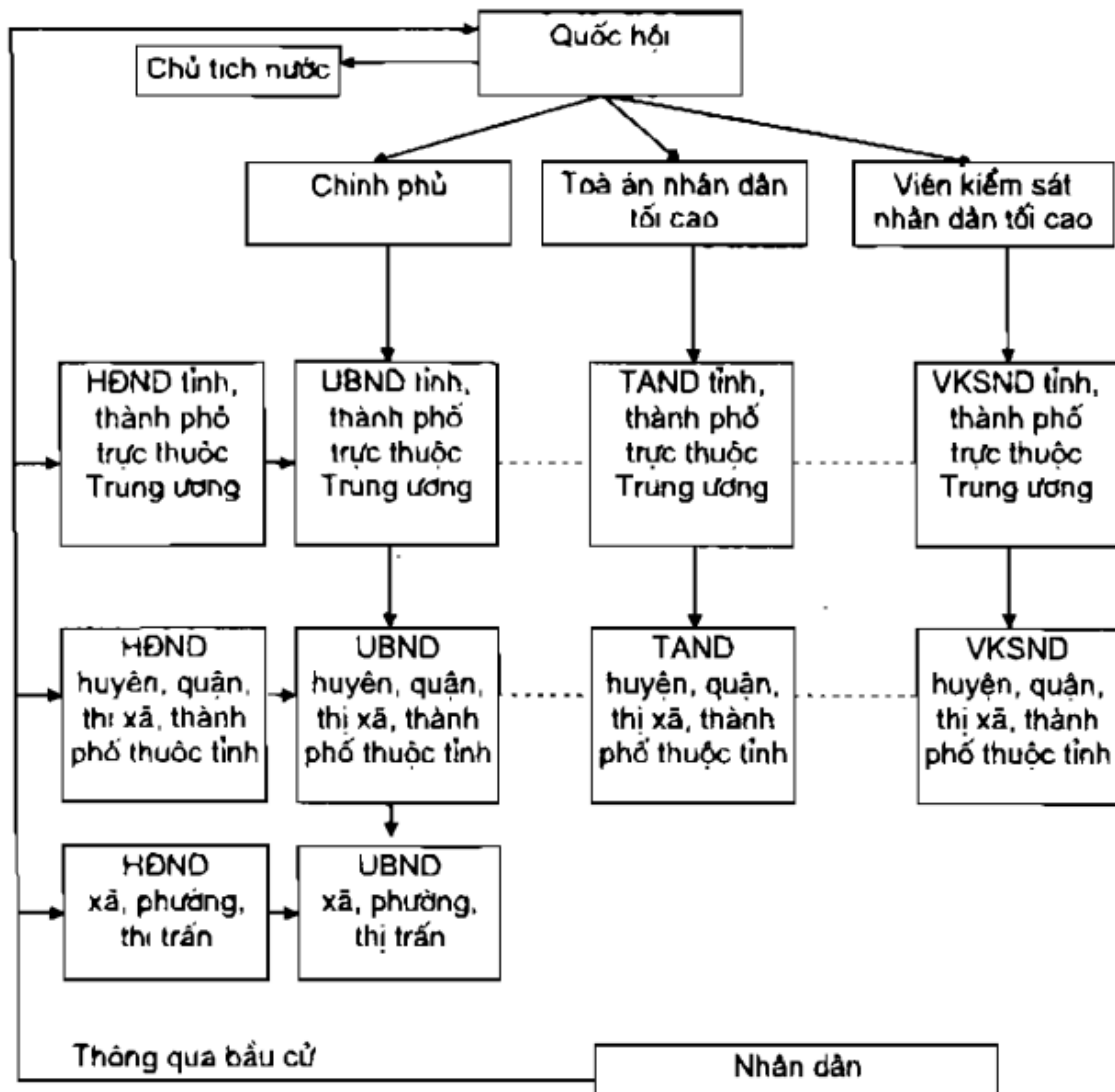 Quốc hội
Chủ tịch nước
Chính phủ
Toà án nhân dân
tối cao
Viên kiểm sát
nhân dân tối cao
HĐND tỉnh,
thành phố
trực thuộc
Trung ương
UBND tỉnh,
thành phố
trực thuộc
Trung ương
TAND tỉnh,
thành phố
trực thuộc
Trung ương
VKSND tỉnh,
thành phố
trực thuộc
Trung ương
HĐND
huyện, quận,
thị xã, thành
phố thuộc tỉnh
UBND
huyện, quận,
thị xã, thành
phố thuộc tỉnh
TAND
huyện, quận,
thị xã, thành
phố thuộc tỉnh
VKSND
huyện, quận,
thị xã, thành
phố thuộc tỉnh
HĐND
xã, phường,
thị trấn
UBND
xã, phường,
thị trấn
Thông qua bầu cử
Nhân dân